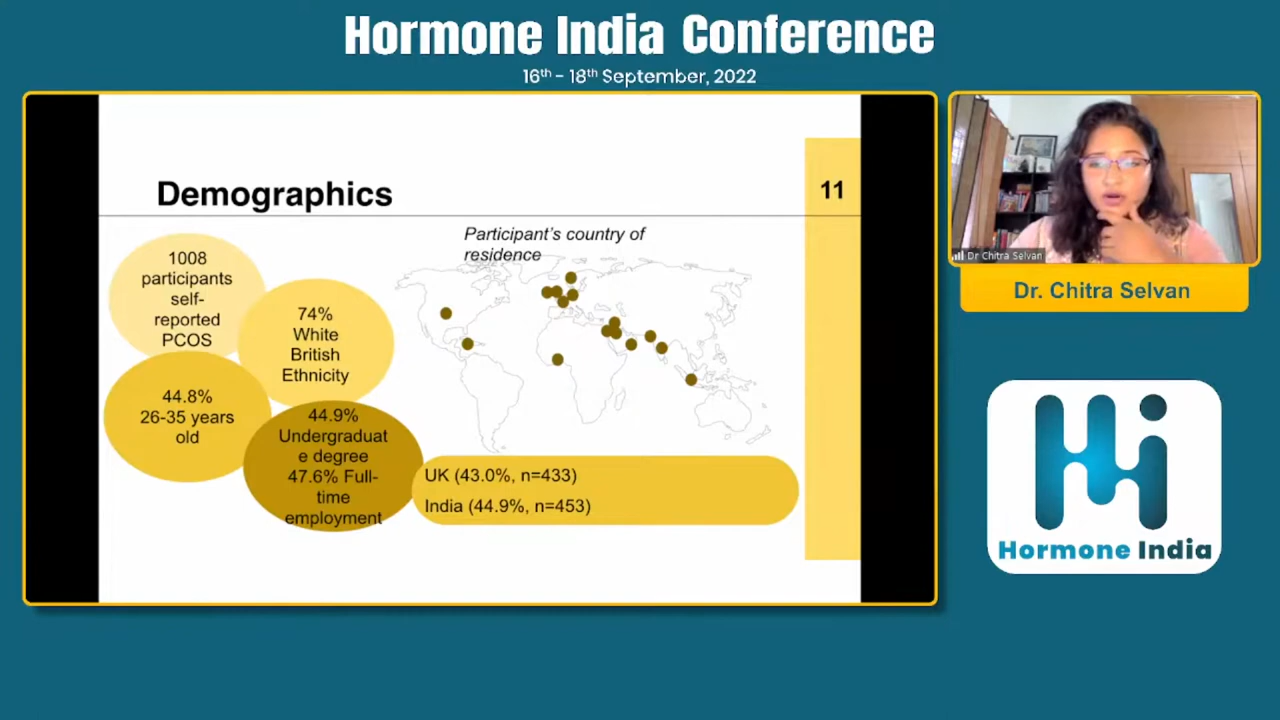 Hormone India Conference
16th - 18th September, 2022
Demographics
11
1008
participants
self-
reported
PCOS
74%
White
British
Ethnicity
44.8%
26-35 years
old
44.9%
Undergraduat
e degree
47.6% Full-
time
employment
Participant's country of
residence
UK (43.0%, n=433)
India (44.9%, n=453)
Dr Chitra Selvan
Dr. Chitra Selvan
Hi
Hormone India